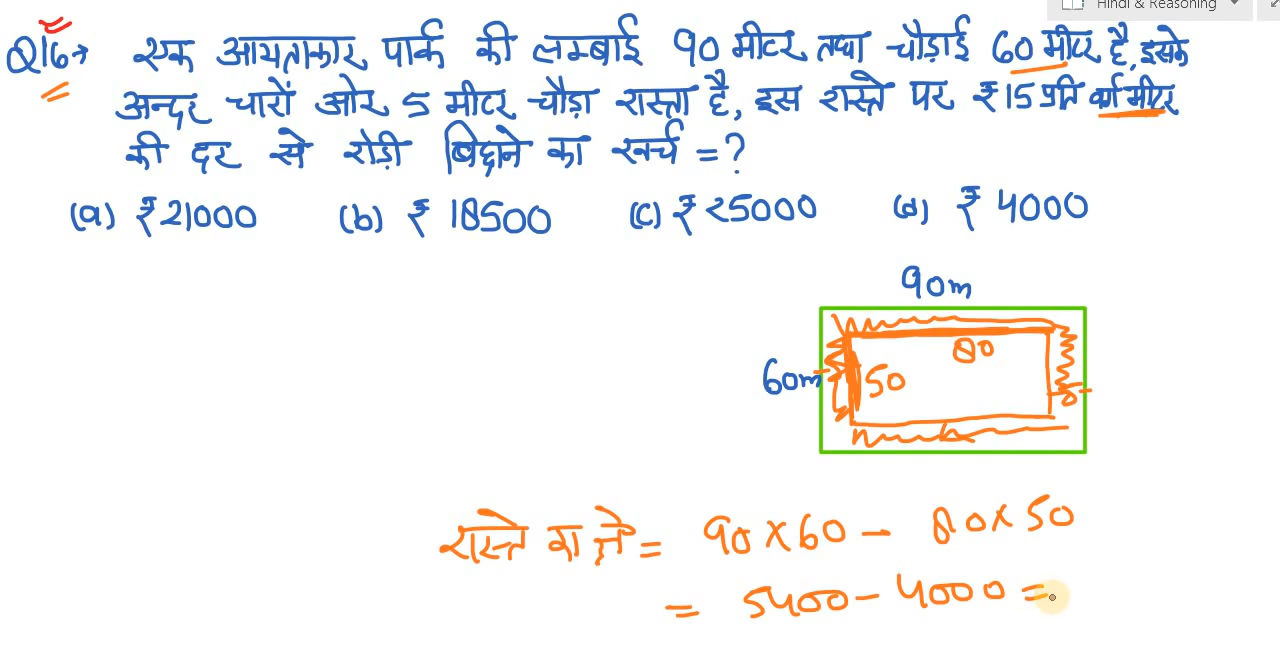 Hindi & Reasoning
Q16→ एक आयताकार पार्क की लम्बाई 90 मीटर तथा चौड़ाई 60 मीटर है, इसके
अन्दर चारों ओर 5 मीटर चौड़ा रास्ता है, इस रास्ते पर ₹15 प्रति वर्ग मीटर
की दर से रोड़ी बिछाने का खर्च = ?
(a) ₹21000 (b) ₹ 18500 (c) ₹25000 (d) ₹ 4000
90m
80
60m 50 5
रास्ते का क्षे = 90×60 - 80×50
= 5400-4000 =